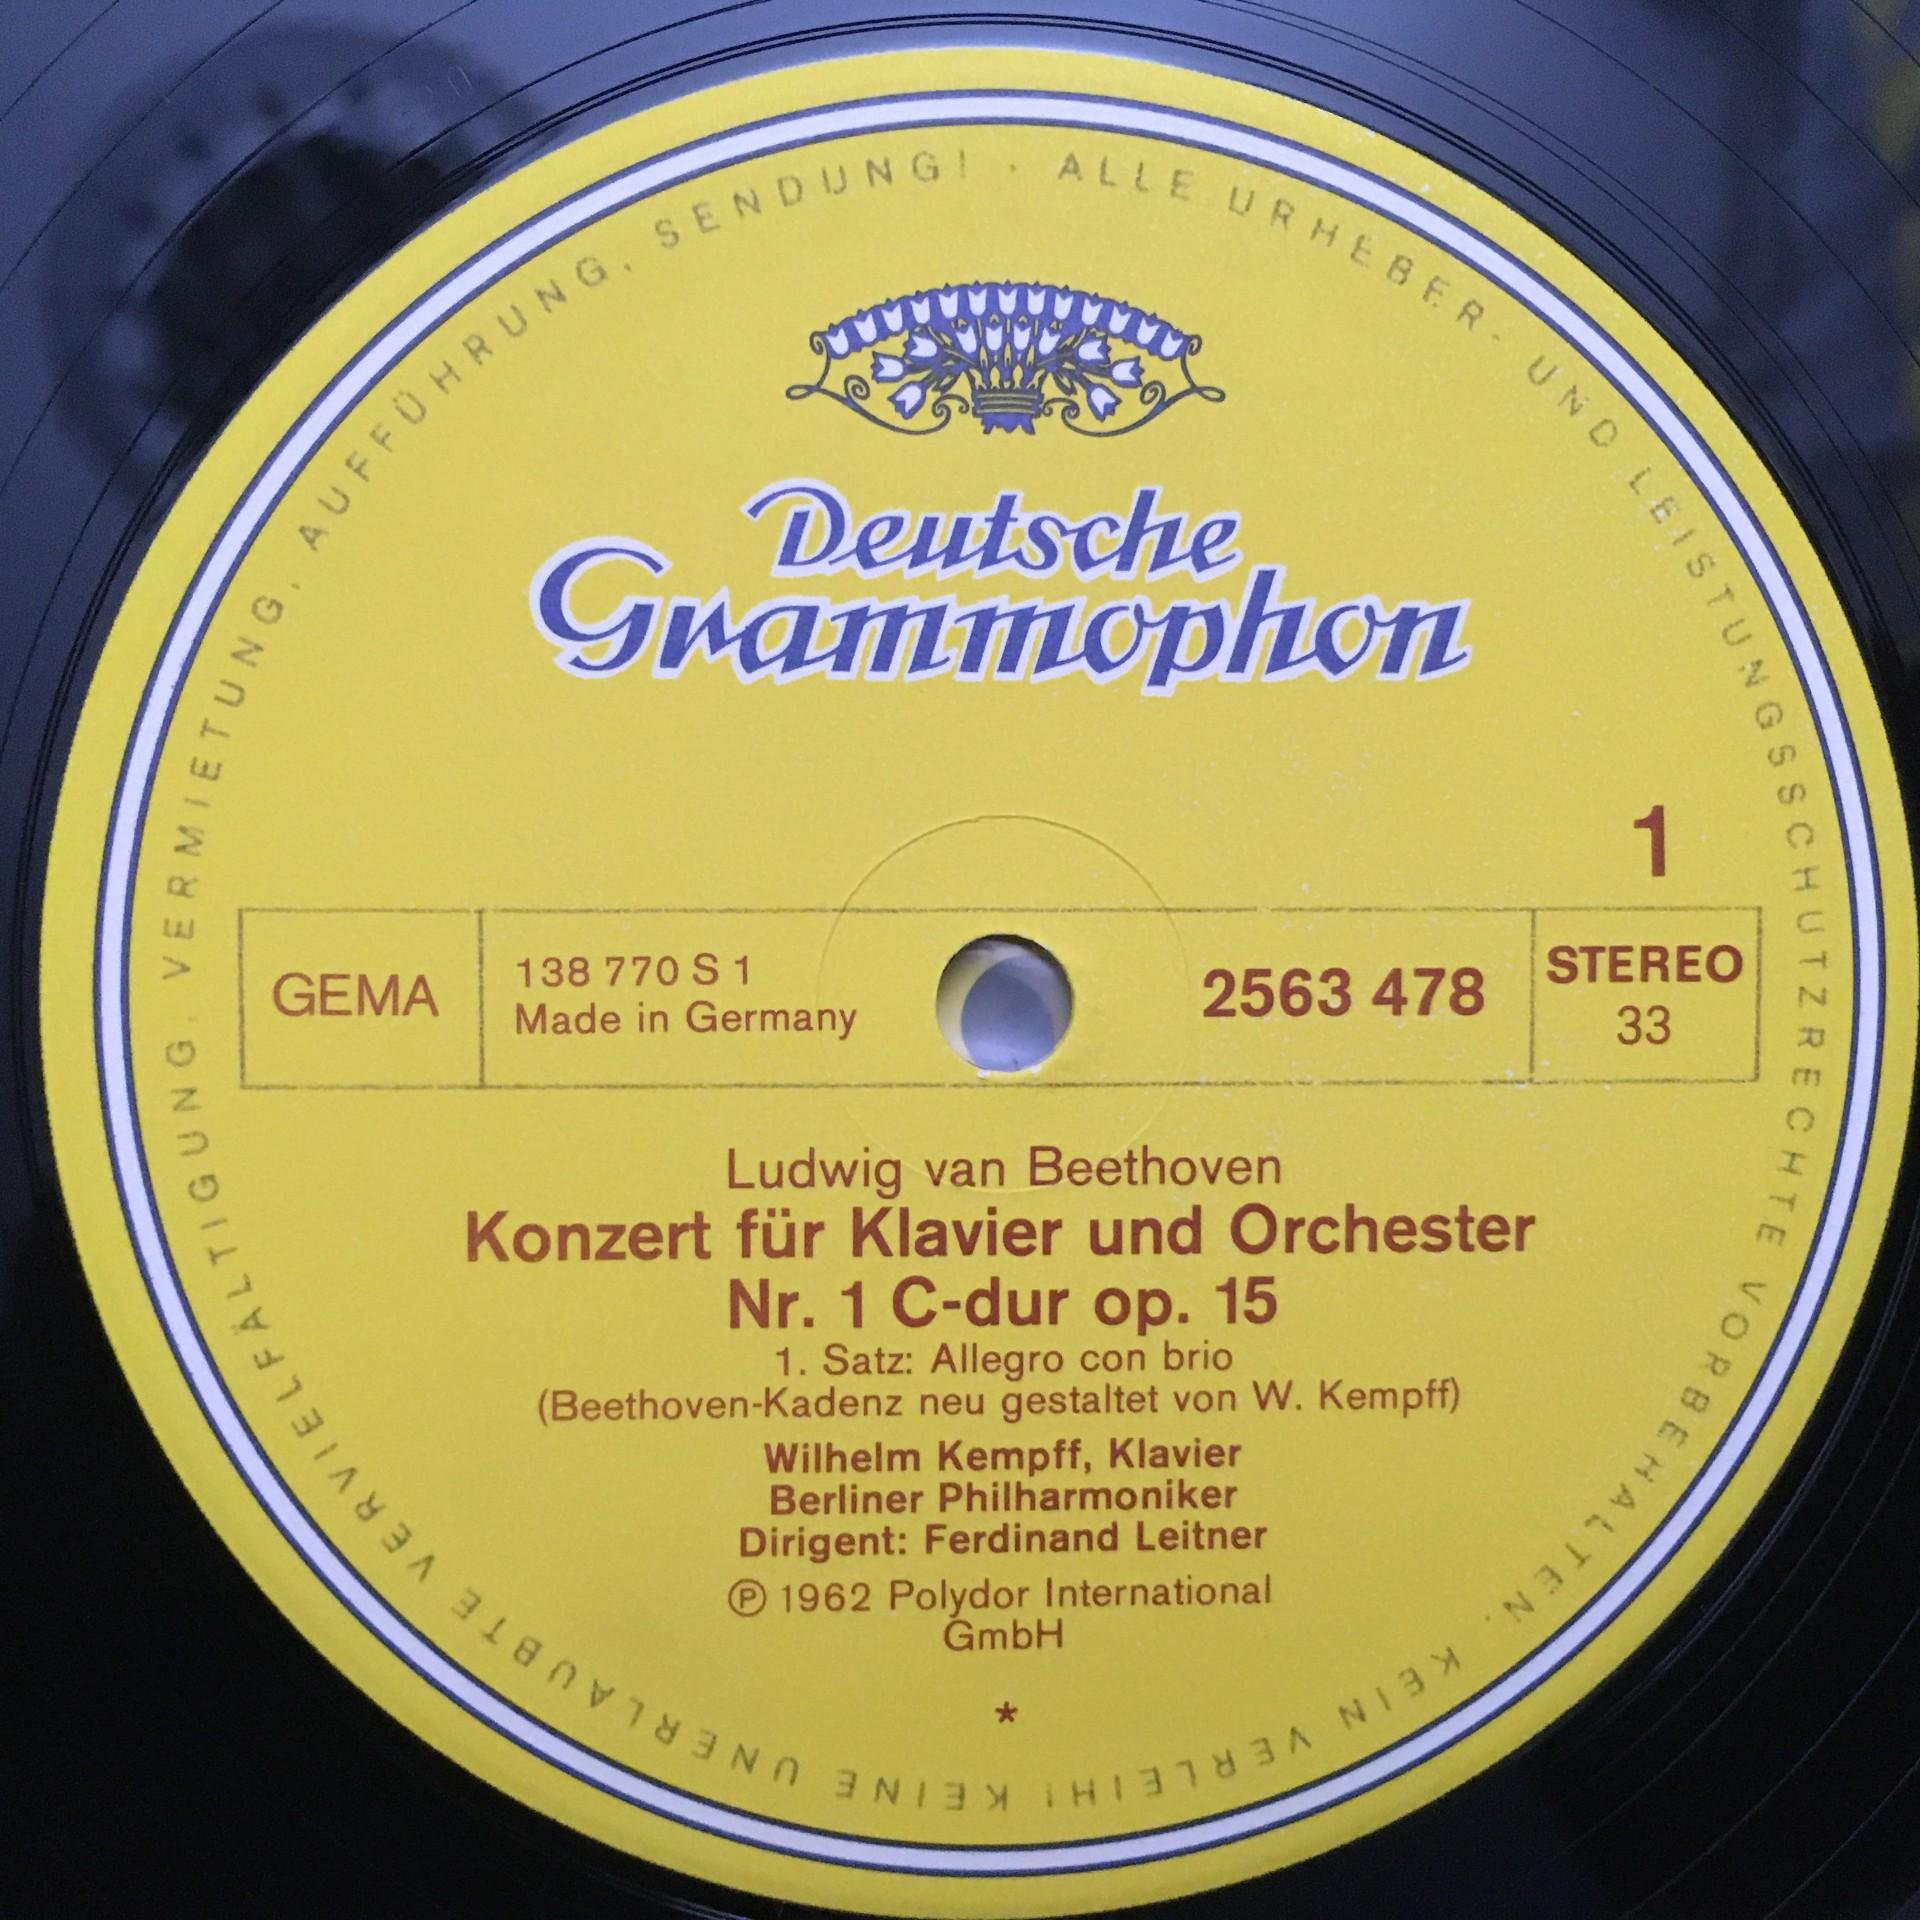 ALLE URHEBER- UND LEISTUNGSSCHUTZRECHTE VORBEHALTEN. KEIN VERLEIH! KEINE UNERLAUBTE VERVIELFÄLTIGUNG, VERMIETUNG, AUFFÜHRUNG, SENDUNG! ·
Deutsche
Grammophon
1
GEMA
138 770 S 1
Made in Germany
2563 478
STEREO
33
Ludwig van Beethoven
Konzert für Klavier und Orchester
Nr. 1 C-dur op. 15
1. Satz: Allegro con brio
(Beethoven-Kadenz neu gestaltet von W. Kempff)
Wilhelm Kempff, Klavier
Berliner Philharmoniker
Dirigent: Ferdinand Leitner
Ⓟ 1962 Polydor International
GmbH
*